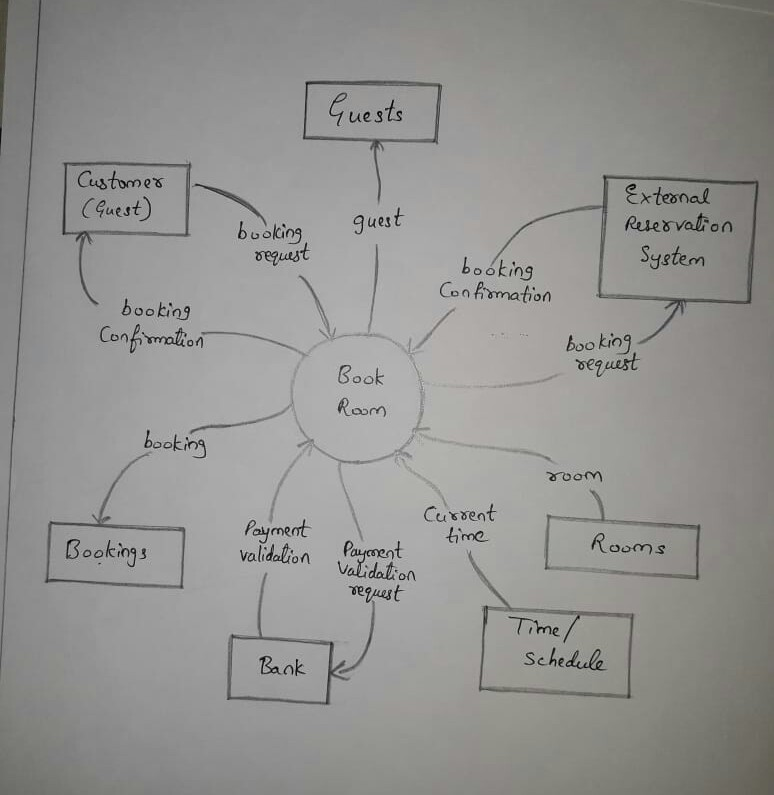 Guests
Customer
(Guest)
External
Reservation
System
booking
request
guest
booking
Confirmation
booking
Confirmation
booking
request
Book
Room
booking
room
Current
time
Payment
validation
Payment
Validation
request
Bookings
Rooms
Time/
Schedule
Bank